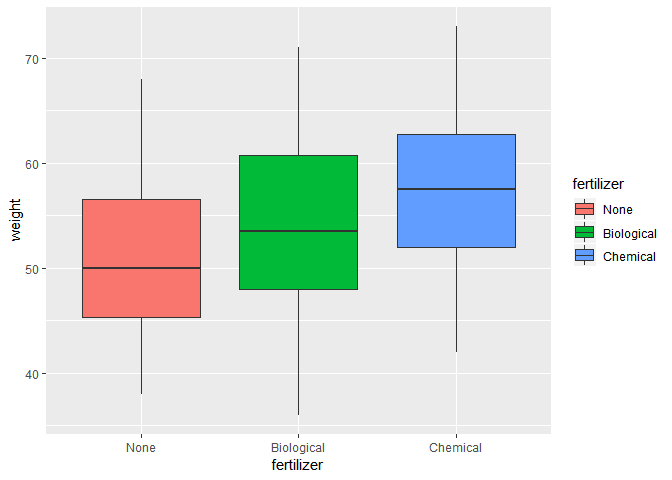 70
60
50
40
weight
None
Biological
Chemical
fertilizer
fertilizer
None
Biological
Chemical